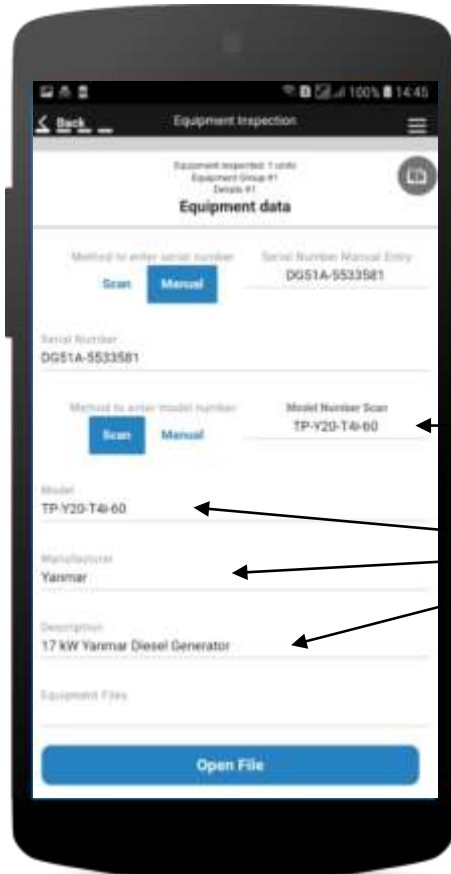 100% 14:45
Back Equipment Inspection
Equipment Inspected: 1 units
Equipment Group #1
Details #1
Equipment data
Method to enter serial number Serial Number Manual Entry
Scan Manual DG51A-5533581
Serial Number
DG51A-5533581
Method to enter model number Model Number Scan
Scan Manual TP-Y20-T4i-60
Model
TP-Y20-T4i-60
Manufacturer
Yanmar
Description
17 kW Yanmar Diesel Generator
Equipment Files
Open File